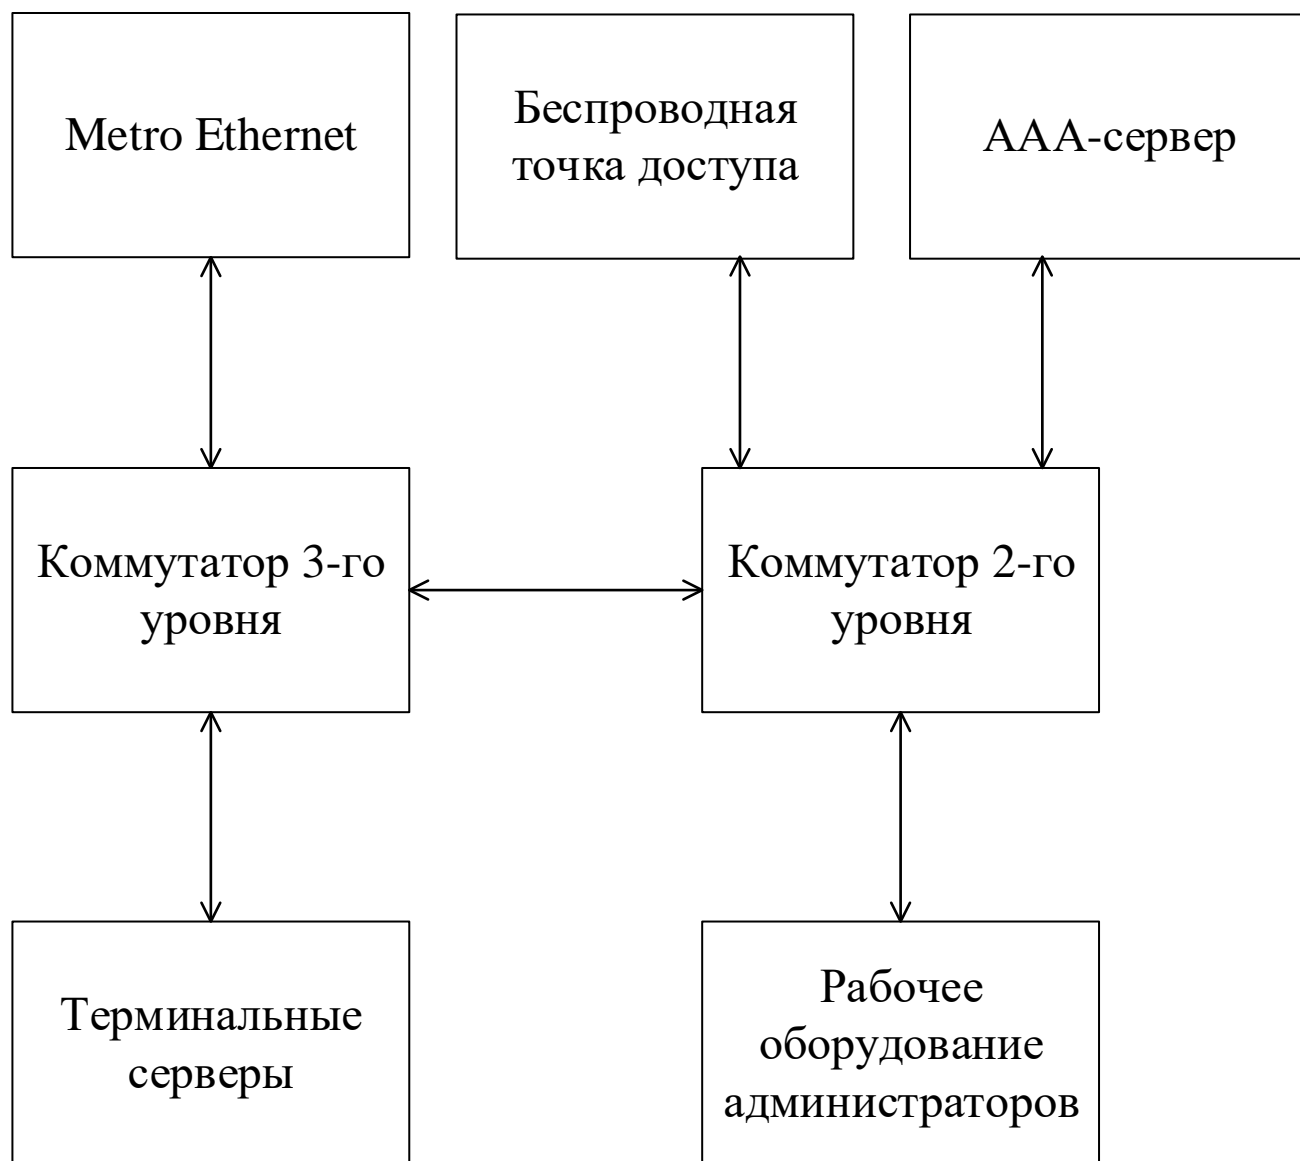 Metro Ethernet
Беспроводная
точка доступа
ААА-сервер
Коммутатор 3-го
уровня
Коммутатор 2-го
уровня
Терминальные
серверы
Рабочее
оборудование
администраторов